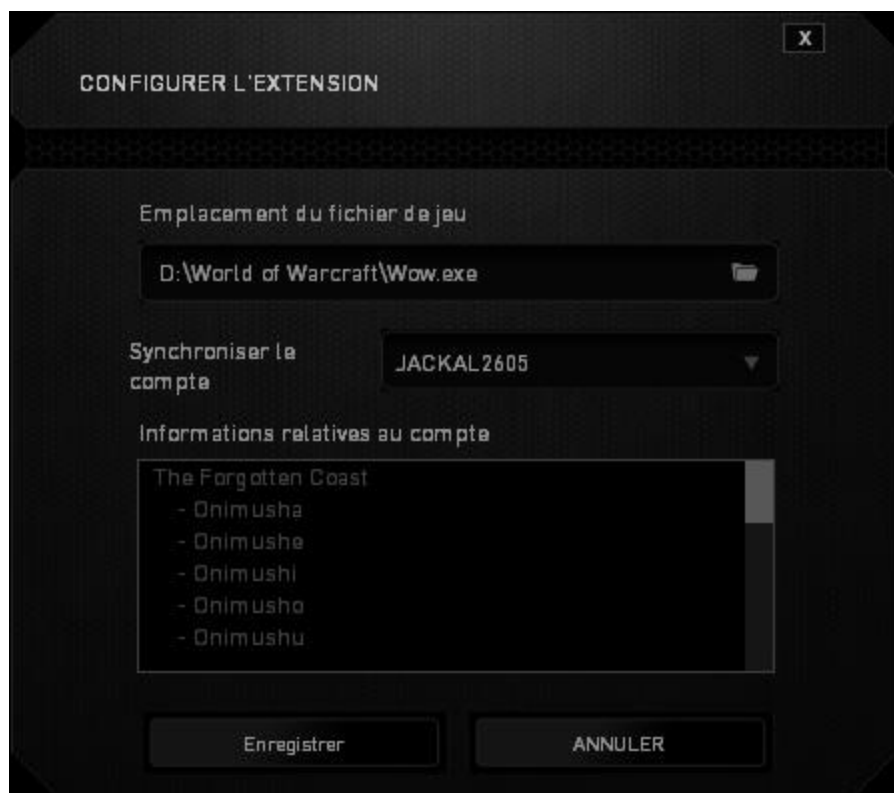 X
CONFIGURER L'EXTENSION
Emplacement du fichier de jeu
D:\World of Warcraft\Wow.exe
Synchroniser le
compte
JACKAL2605
Informations relatives au compte
The Forgotten Coast
- Onimusha
- Onimushe
- Onimushi
- Onimusho
- Onimushu
Enregistrer
ANNULER